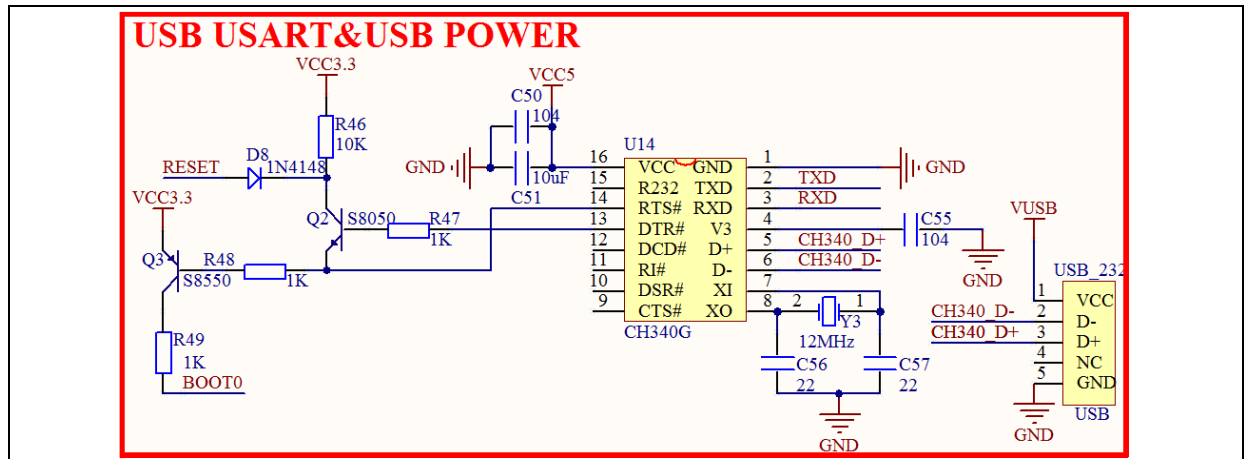 USB USART&USB POWER
VCC3.3
VCC5
C50
104
R46
10K
U14
D8
1N4148
RESET
GND
10uF
C51
16 VCC GND 1
GND
15 R232 TXD 2 TXD
14 RTS# RXD 3 RXD
13 DTR# V3 4
12 DCD# D+ 5 CH340_D+
11 RI# D- 6 CH340_D-
10 DSR# XI 7
9 CTS# XO 8
CH340G
VCC3.3
Q2
S8050
R47
1K
C55
104
GND
VUSB
Q3
S8550
R48
1K
USB_232
1 VCC
CH340_D- 2 D-
CH340_D+ 3 D+
4 NC
5 GND
USB
GND
2 1
Y3
12MHz
R49
1K
BOOT0
C56
22
C57
22
GND